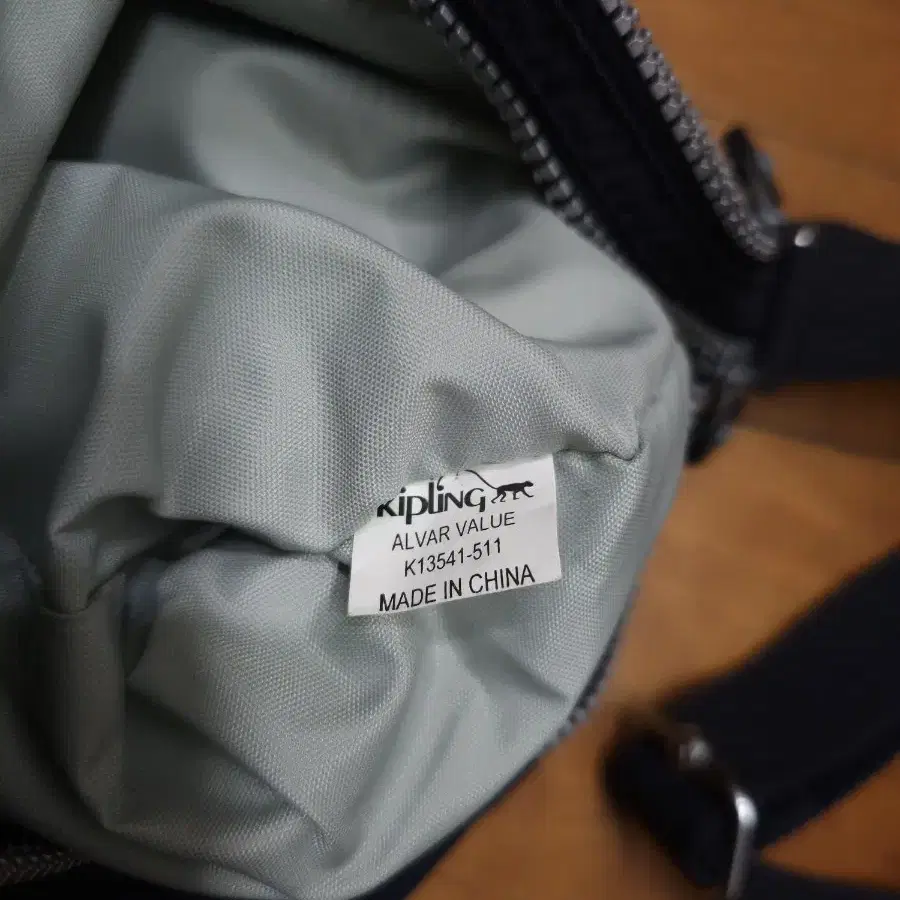 Kipling
ALVAR VALUE
K13541-511
MADE IN CHINA